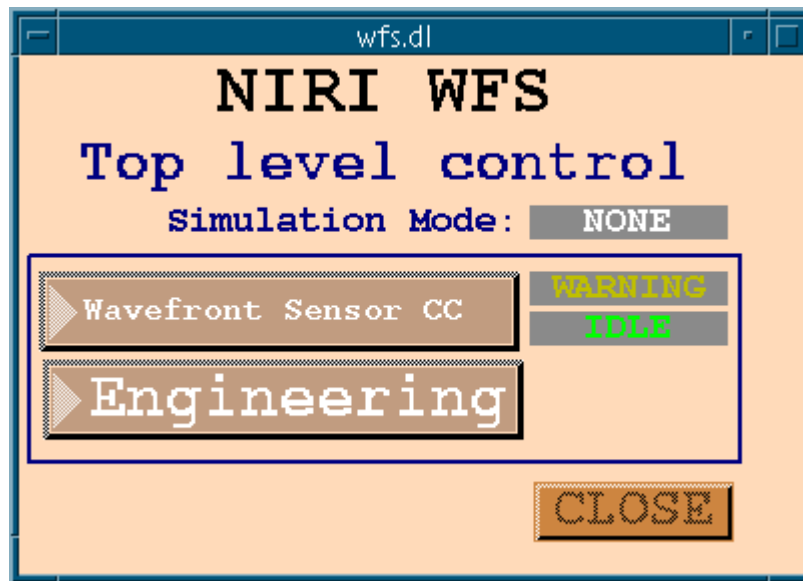 wfs.dl
NIRI WFS
Top level control
Simulation Mode: NONE
Wavefront Sensor CC WARNING
IDLE
Engineering
CLOSE